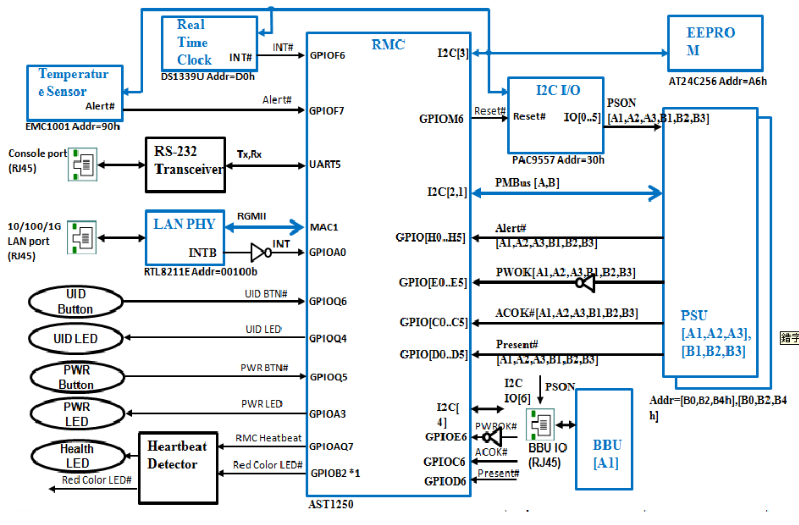 Real
Time
Clock
INT#
DS1339U Addr=D0h
INT#
GPIOF6
RMC
I2C[3]
EEPRO
M
AT24C256 Addr=A6h
Temperatur
e Sensor
Alert#
EMC1001 Addr=90h
Alert#
GPIOF7
GPIOM6
Reset#
I2C I/O
Reset#
IO[0..5]
PAC9557 Addr=30h
PSON
[A1,A2,A3,B1,B2,B3]
Console port
(RJ45)
RS-232
Transceiver
Tx,Rx
UART5
I2C[2,1]
PMBus [A,B]
10/100/1G
LAN port
(RJ45)
LAN PHY
INTB
RTL8211E Addr=00100b
RGMII
MAC1
INT
GPIOA0
GPIO[H0..H5]
Alert#
[A1,A2,A3,B1,B2,B3]
GPIO[E0..E5]
PWOK[A1,A2,A3,B1,B2,B3]
UID
Button
UID BTN#
GPIOQ6
UID LED
UID LED
GPIOQ4
GPIO[C0..C5]
ACOK#[A1,A2,A3,B1,B2,B3]
PSU
[A1,A2,A3],
[B1,B2,B3]
錯字
GPIO[D0..D5]
Present#
[A1,A2,A3,B1,B2,B3]
PWR
Button
PWR BTN#
GPIOQ5
Addr=[B0,B2,B4h],[B0,B2,B4
h]
PWR
LED
PWR LED
GPIOA3
I2C[
4]
I2C
IO[6]
PSON
Health
LED
Heartbeat
Detector
RMC Heatbeat
GPIOAQ7
Red Color LED#
GPIOB2 *1
Red Color LED#
PWROK#
GPIOE6
ACOK#
GPIOC6
Present#
GPIOD6
BBU IO
(RJ45)
BBU
[A1]
AST1250